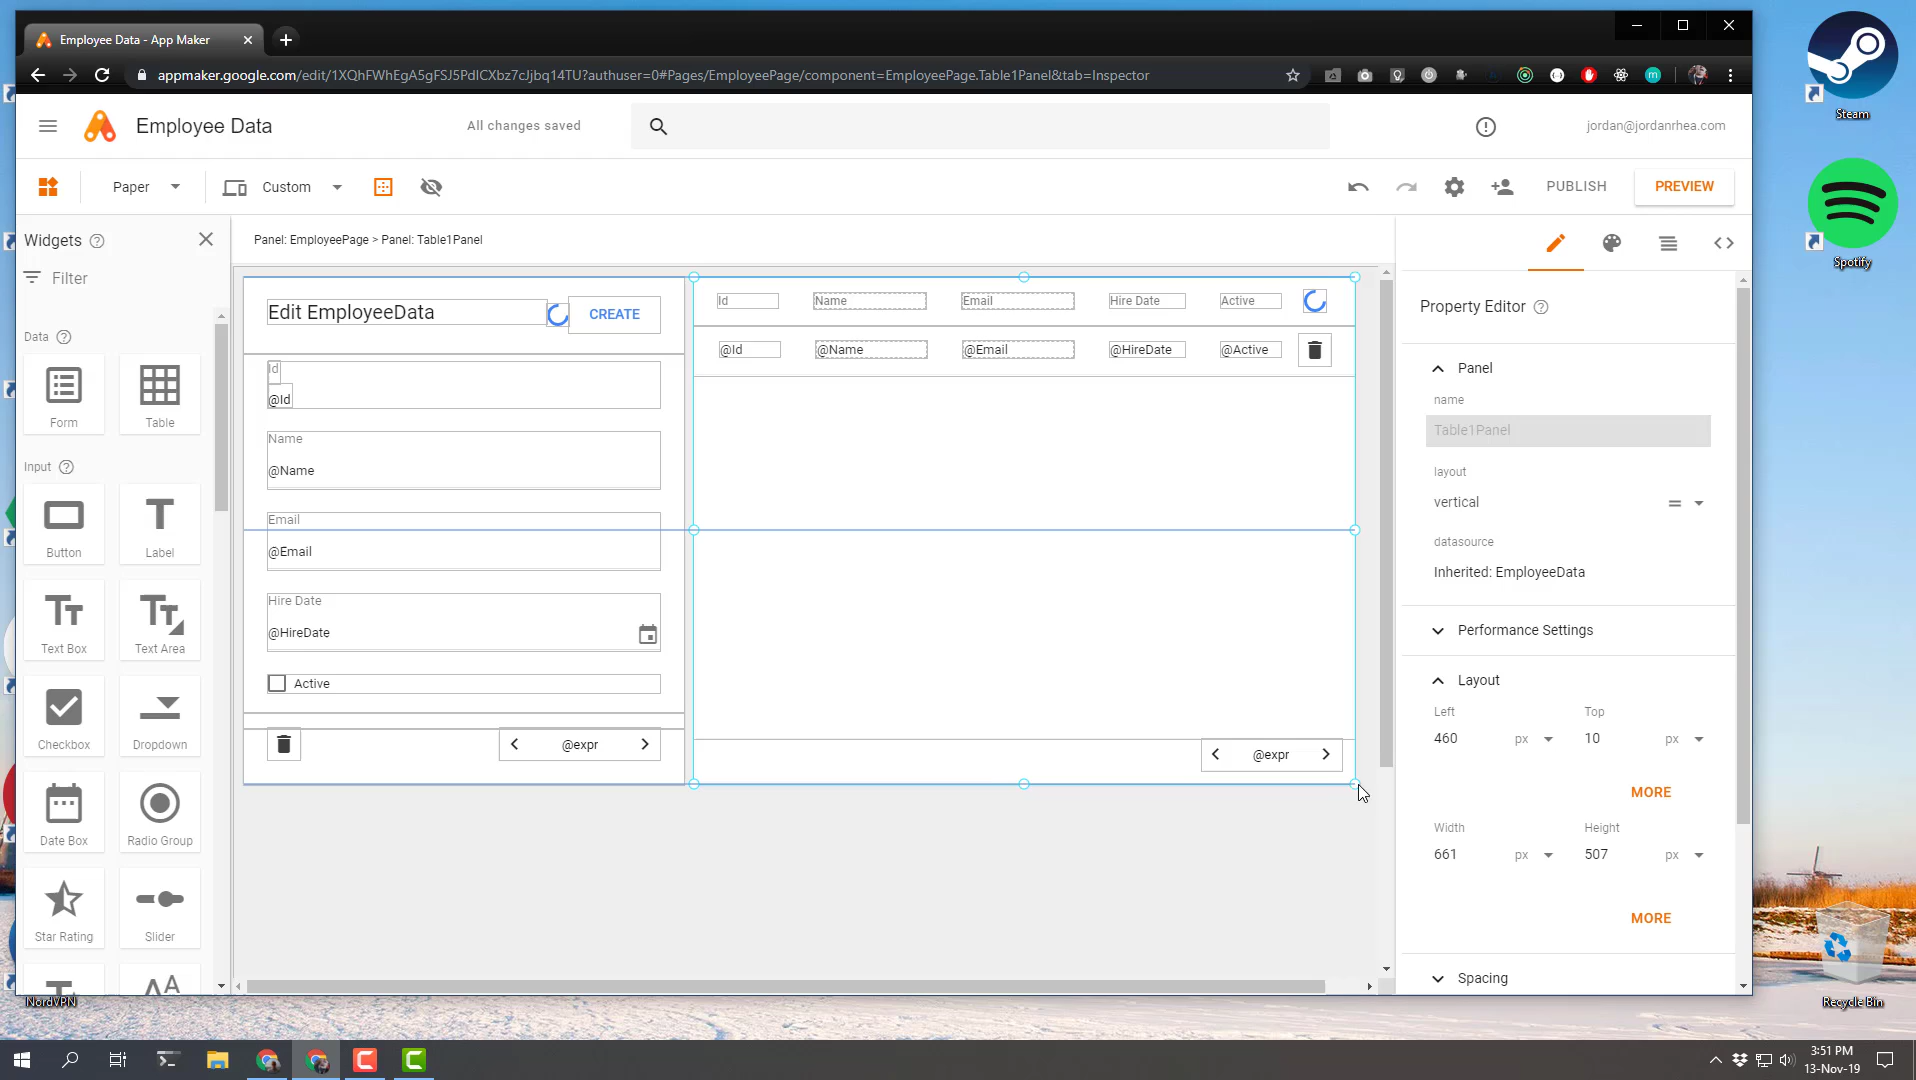 Employee Data - App Maker
appmaker.google.com/edit/1XQhFWhEgA5gFSJ5PdICXbz7cJjbq14TU?authuser=0#Pages/EmployeePage/component=EmployeePage.Table1Panel&tab=Inspector
Steam
Employee Data
All changes saved
jordan@jordanrhea.com
Paper
Custom
PUBLISH
PREVIEW
Spotify
Widgets
Panel: EmployeePage > Panel: Table1Panel
Filter
Edit EmployeeData
CREATE
Id
Name
Email
Hire Date
Active
Property Editor
Data
@Id
@Name
@Email
@HireDate
@Active
Panel
Id
@Id
name
Table1Panel
Form
Table
Name
@Name
Input
layout
vertical
Email
@Email
Button
Label
datasource
Inherited: EmployeeData
Hire Date
@HireDate
Performance Settings
Text Box
Text Area
Active
Layout
Left
Top
460
px
10
px
@expr
@expr
Checkbox
Dropdown
MORE
Width
Height
661
px
507
px
Date Box
Radio Group
MORE
Star Rating
Slider
Spacing
NordVPN
Recycle Bin
3:51 PM
13-Nov-19